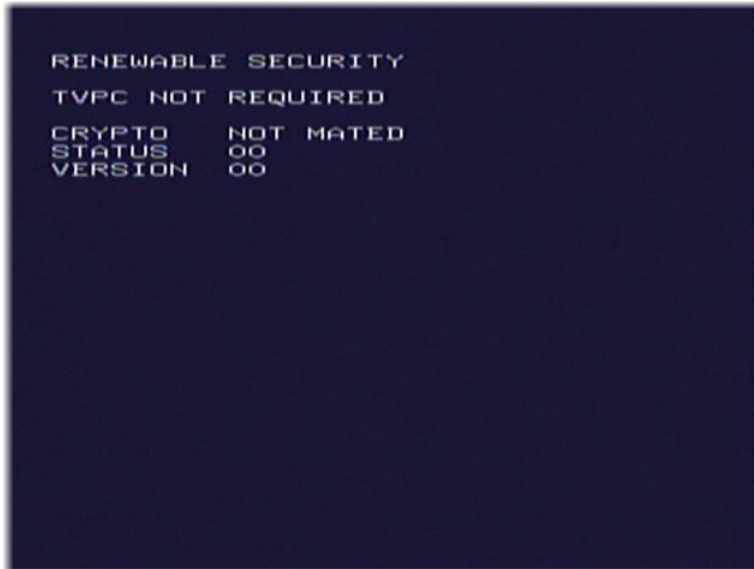 RENEWABLE SECURITY
TVPC NOT REQUIRED
CRYPTO NOT MATED
STATUS 00
VERSION 00